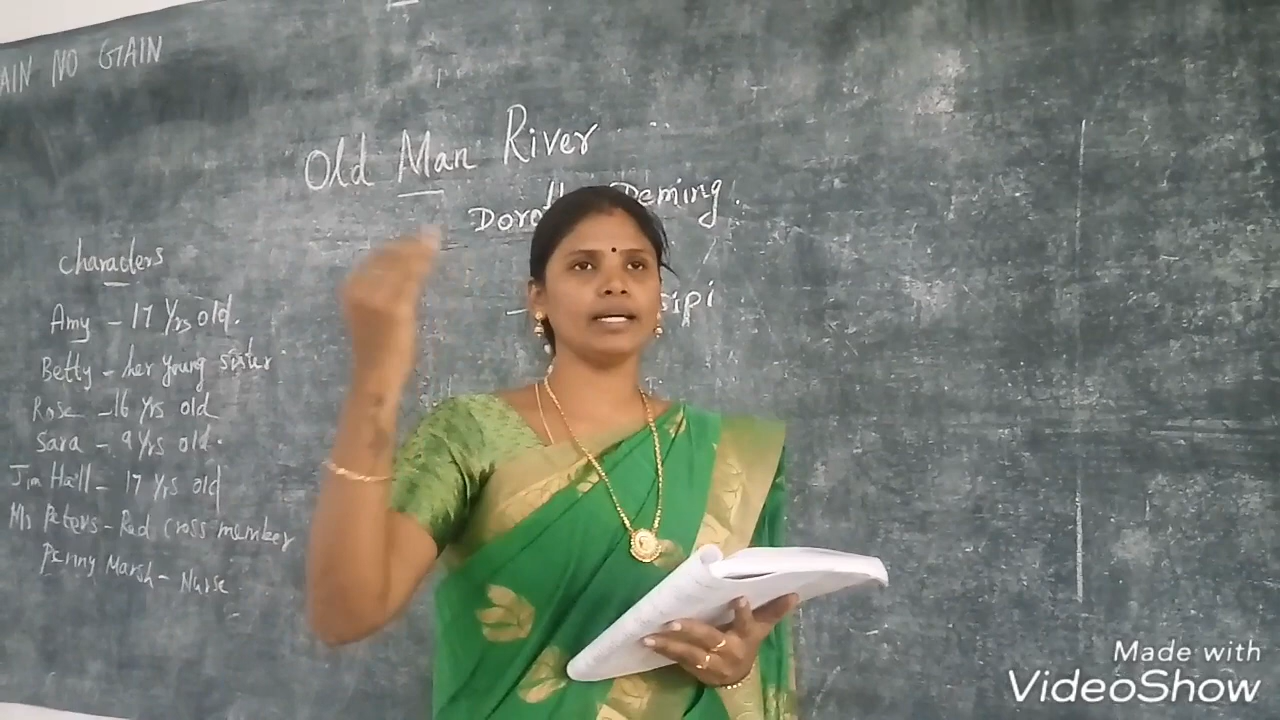 AIN NO GAIN
Old Man River
Deming.
sipi
Characters
Amy - 17 Yrs old.
Betty - her young sister
Rose - 16 Yrs old
Sara - 9 Yrs old.
Jim Hall - 17 Yrs old
Mr Peters - Red Cross member
Penny Marsh - Nurse
Made with
VideoShow